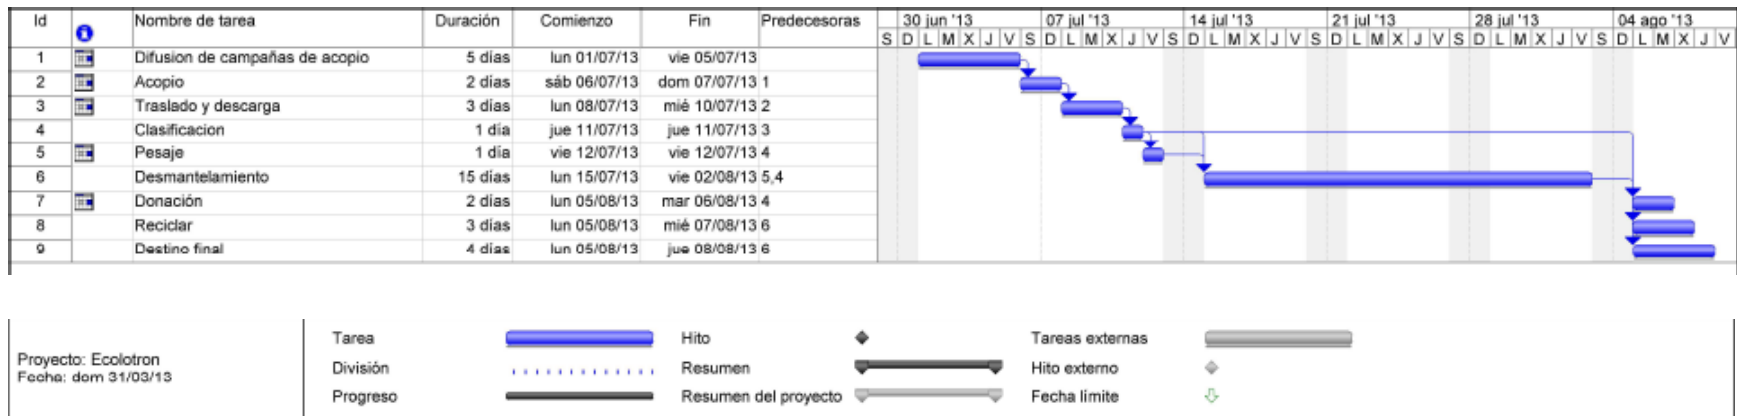 Id Nombre de tarea Duración Comienzo Fin Predecesoras 30 jun '13 07 jul '13 14 jul '13 21 jul '13 28 jul '13 04 ago '13
S D L M X J V S D L M X J V S D L M X J V S D L M X J V S D L M X J V S D L M X J V
1 Difusion de campañas de acopio 5 días lun 01/07/13 vie 05/07/13
2 Acopio 2 días sáb 06/07/13 dom 07/07/13 1
3 Traslado y descarga 3 días lun 08/07/13 mié 10/07/13 2
4 Clasificacion 1 día jue 11/07/13 jue 11/07/13 3
5 Pesaje 1 día vie 12/07/13 vie 12/07/13 4
6 Desmantelamiento 15 días lun 15/07/13 vie 02/08/13 5,4
7 Donación 2 días lun 05/08/13 mar 06/08/13 4
8 Reciclar 3 días lun 05/08/13 mié 07/08/13 6
9 Destino final 4 días lun 05/08/13 jue 08/08/13 6
Proyecto: Ecolotron
Fecha: dom 31/03/13
Tarea Hito Tareas externas
División Resumen Hito externo
Progreso Resumen del proyecto Fecha límite